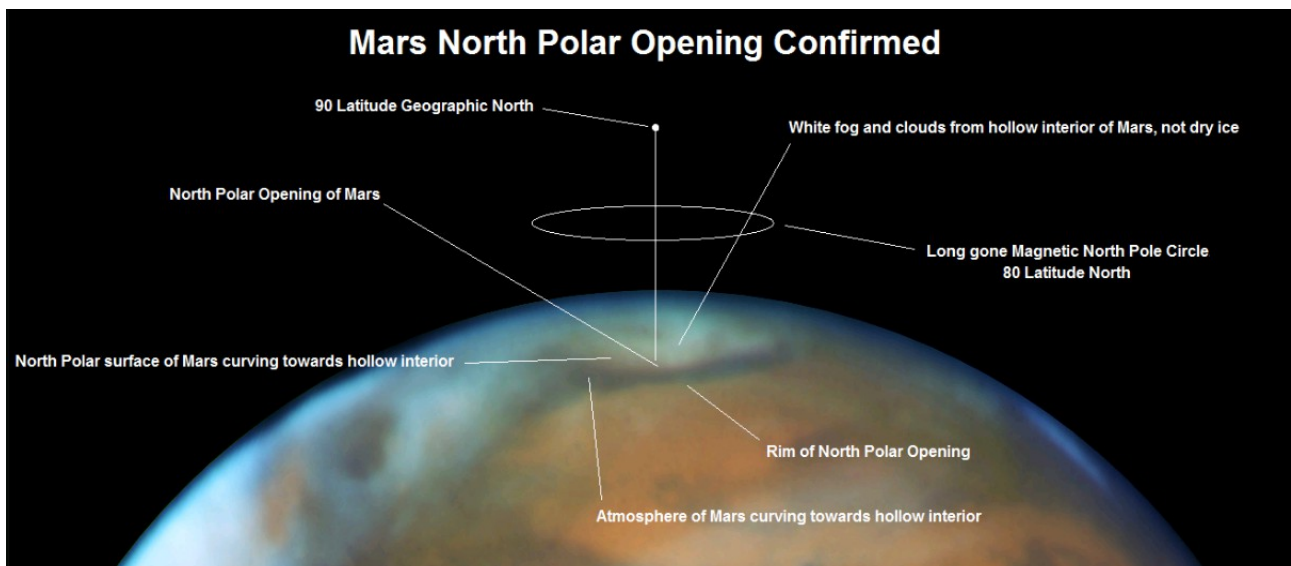 Mars North Polar Opening Confirmed
90 Latitude Geographic North
White fog and clouds from hollow interior of Mars, not dry ice
North Polar Opening of Mars
Long gone Magnetic North Pole Circle
80 Latitude North
North Polar surface of Mars curving towards hollow interior
Rim of North Polar Opening
Atmosphere of Mars curving towards hollow interior